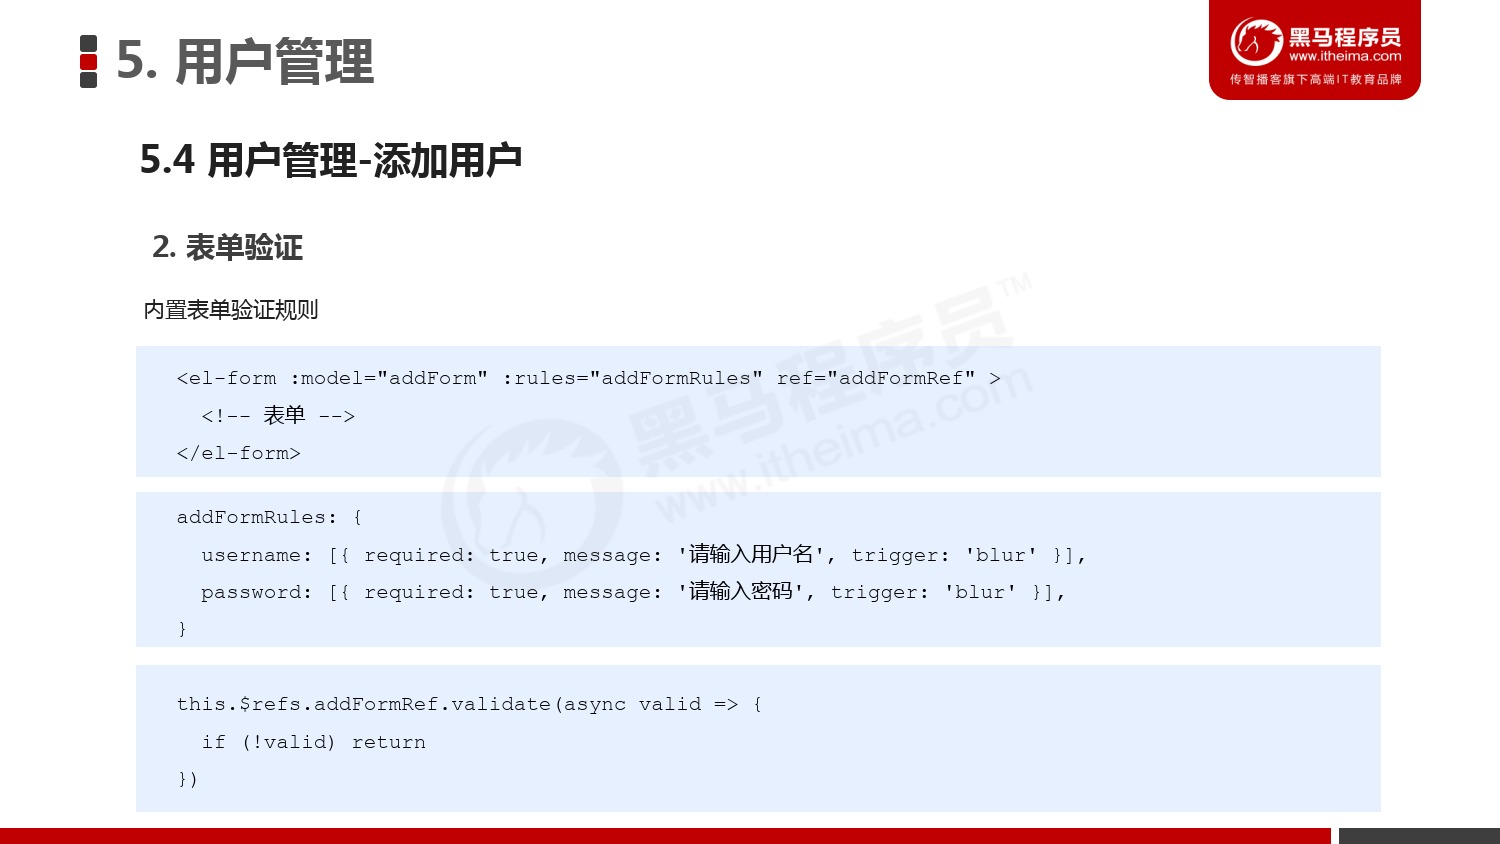 5. 用户管理
黑马程序员
www.itheima.com
传智播客旗下高端IT教育品牌
5.4 用户管理-添加用户
2. 表单验证
内置表单验证规则
<el-form :model="addForm" :rules="addFormRules" ref="addFormRef" >
  <!-- 表单 -->
</el-form>
addFormRules: {
  username: [{ required: true, message: '请输入用户名', trigger: 'blur' }],
  password: [{ required: true, message: '请输入密码', trigger: 'blur' }],
}
this.$refs.addFormRef.validate(async valid => {
  if (!valid) return
})
黑马程序员™
www.itheima.com